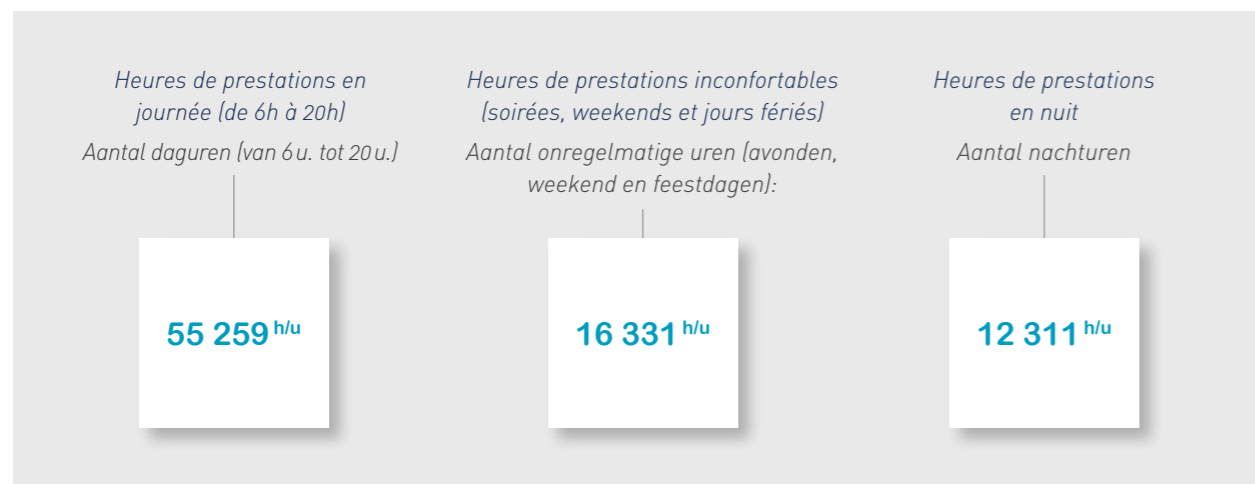 Heures de prestations en
journée (de 6h à 20h)
Aantal daguren (van 6 u. tot 20 u.)
55 259 h/u
Heures de prestations inconfortables
(soirées, weekends et jours fériés)
Aantal onregelmatige uren (avonden,
weekend en feestdagen):
16 331 h/u
Heures de prestations
en nuit
Aantal nachturen
12 311 h/u